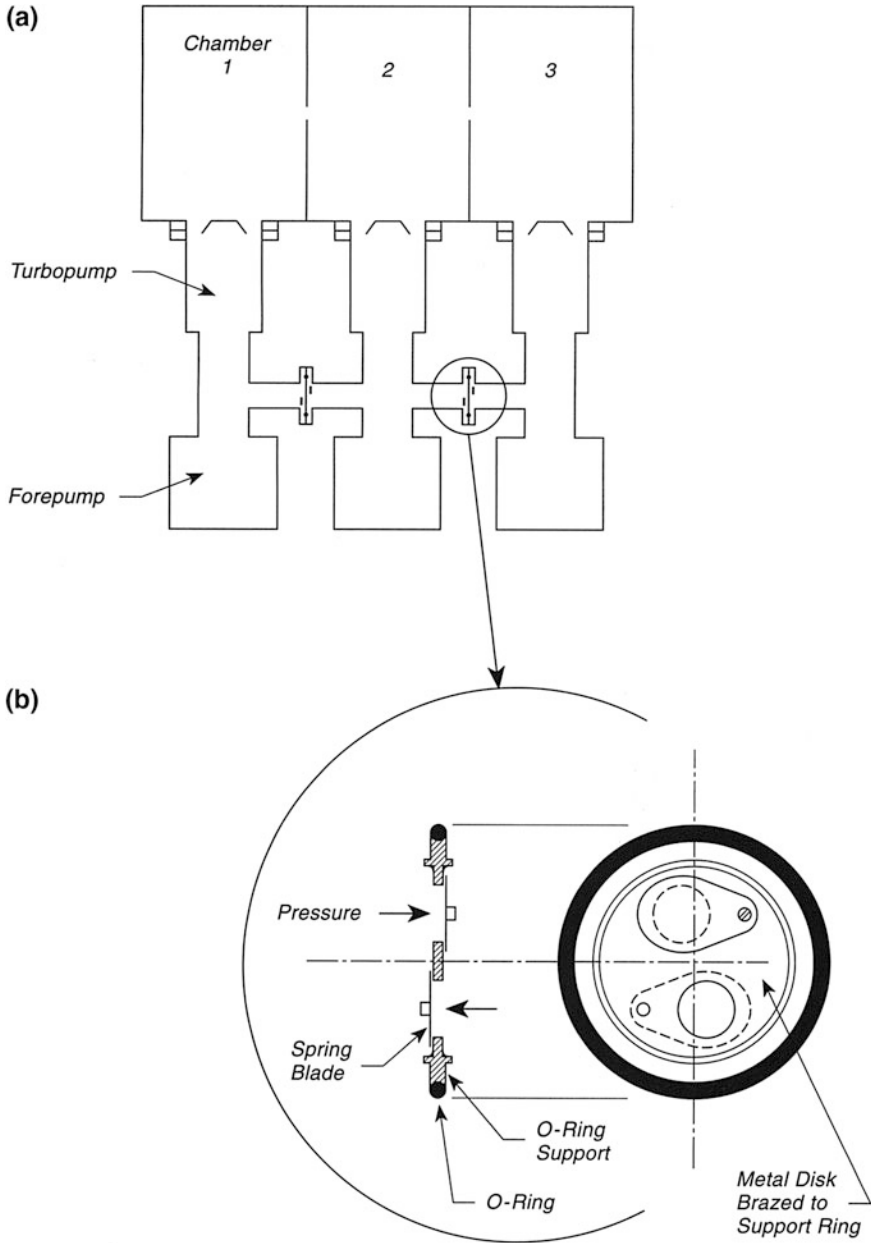 (a)
Chamber
1
2
3
Turbopump
Forepump
(b)
Pressure
Spring
Blade
O-Ring
Support
O-Ring
Metal Disk
Brazed to
Support Ring